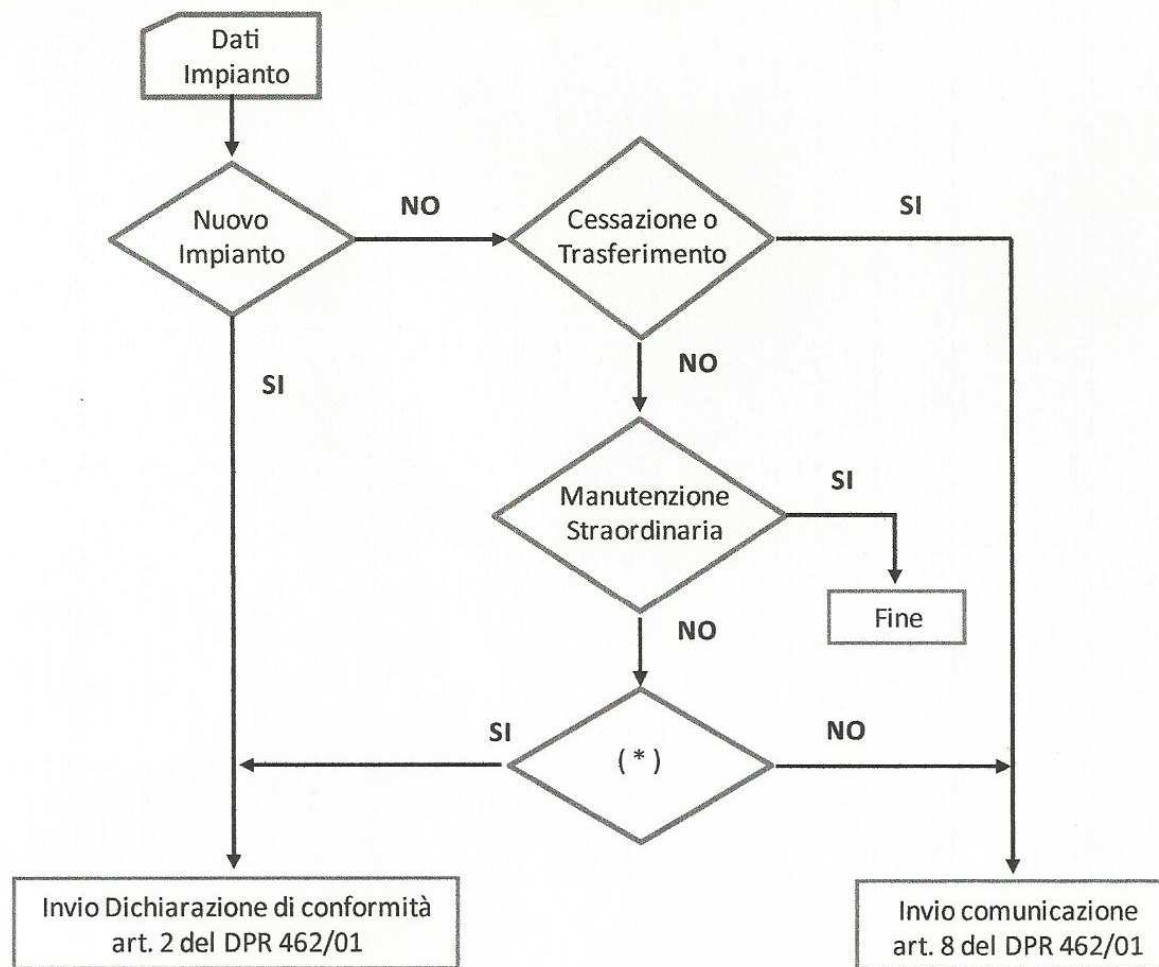 Dati
Impianto
Nuovo
Impianto
NO
Cessazione o
Trasferimento
SI
SI
NO
Manutenzione
Straordinaria
SI
Fine
NO
SI
( * )
NO
Invio Dichiarazione di conformità
art. 2 del DPR 462/01
Invio comunicazione
art. 8 del DPR 462/01